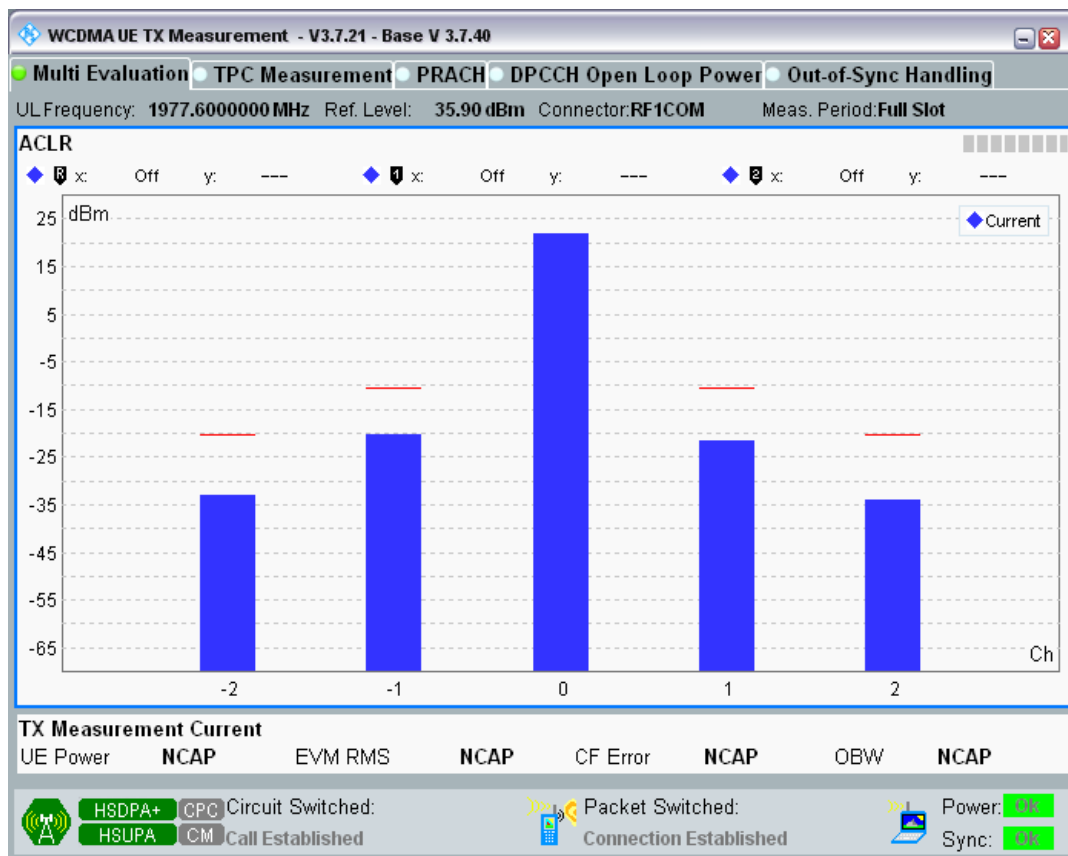 WCDMA UE TX Measurement - V3.7.21 - Base V 3.7.40
Multi Evaluation TPC Measurement PRACH DPCCH Open Loop Power Out-of-Sync Handling
UL Frequency: 1977.6000000 MHz Ref. Level: 35.90 dBm Connector:RF1COM Meas. Period:Full Slot
ACLR
R x: Off y: --- 1 x: Off y: --- 2 x: Off y: ---
dBm
Current
25
15
5
-5
-15
-25
-35
-45
-55
-65
Ch
-2 -1 0 1 2
TX Measurement Current
UE Power NCAP EVM RMS NCAP CF Error NCAP OBW NCAP
HSDPA+ CPC Circuit Switched: Packet Switched: Power: OK
HSUPA CM Call Established Connection Established Sync: OK